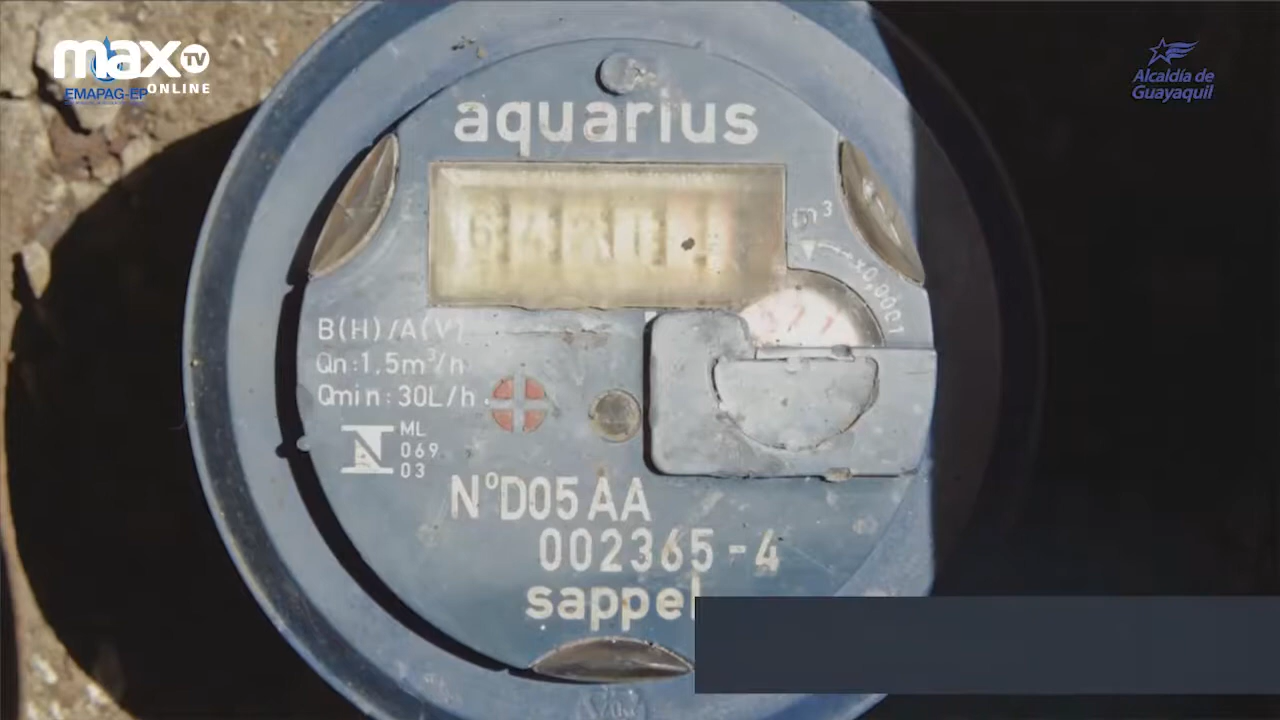 max TV
ONLINE
EMAPAG-EP
Alcaldía de
Guayaquil
aquarius
m³
x0,0001
B(H)/A(V)
Qn:1,5m³/h
Qmin:30L/h
ML
069
03
N°D05AA
002365-4
sappel